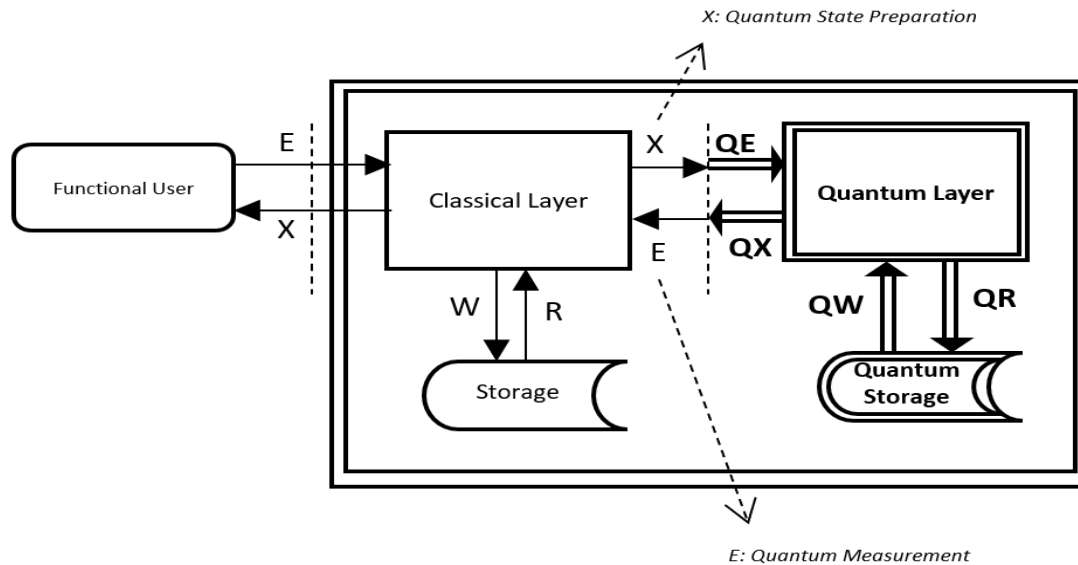 X: Quantum State Preparation
E
X
QE
Functional User
Classical Layer
Quantum Layer
X
E
QX
W
R
QW
QR
Storage
Quantum
Storage
E: Quantum Measurement